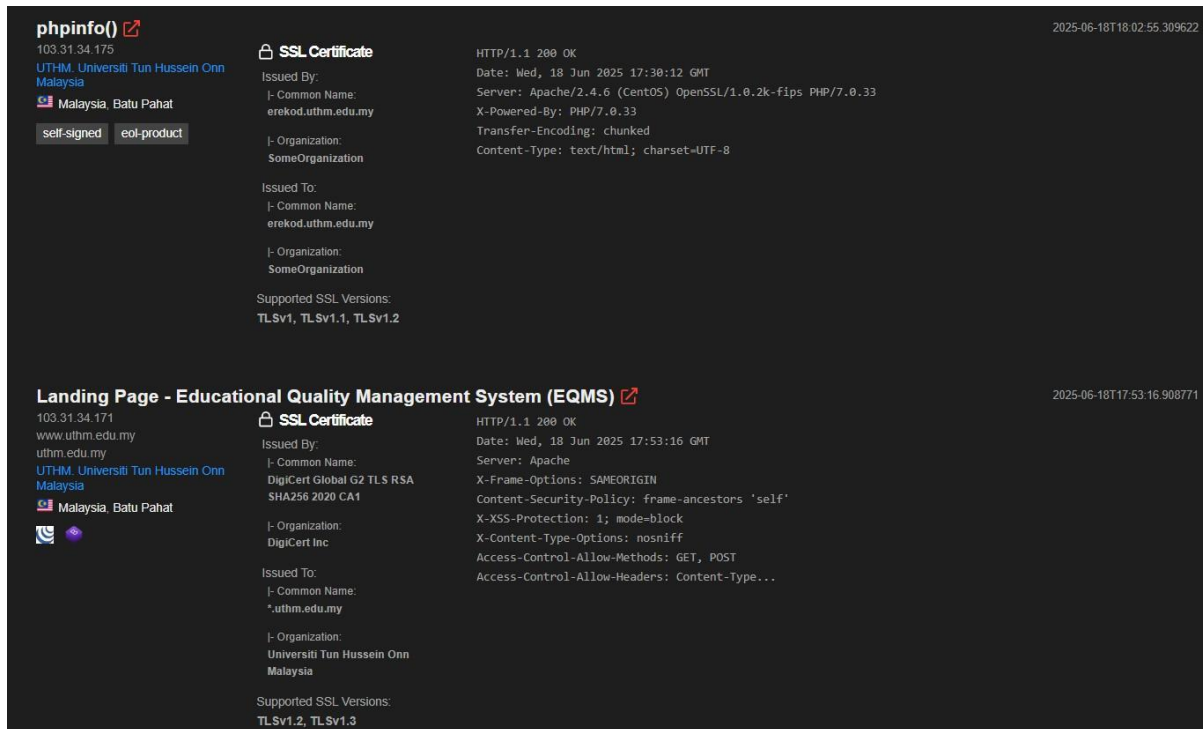 phpinfo()
2025-06-18T18:02:55.309622
103.31.34.175
UTHM. Universiti Tun Hussein Onn
Malaysia
Malaysia, Batu Pahat
self-signed
eol-product
SSL Certificate
Issued By:
|- Common Name:
erekod.uthm.edu.my
|- Organization:
SomeOrganization
Issued To:
|- Common Name:
erekod.uthm.edu.my
|- Organization:
SomeOrganization
Supported SSL Versions:
TLSv1, TLSv1.1, TLSv1.2
HTTP/1.1 200 OK
Date: Wed, 18 Jun 2025 17:30:12 GMT
Server: Apache/2.4.6 (CentOS) OpenSSL/1.0.2k-fips PHP/7.0.33
X-Powered-By: PHP/7.0.33
Transfer-Encoding: chunked
Content-Type: text/html; charset=UTF-8
Landing Page - Educational Quality Management System (EQMS)
2025-06-18T17:53:16.908771
103.31.34.171
www.uthm.edu.my
uthm.edu.my
UTHM. Universiti Tun Hussein Onn
Malaysia
Malaysia, Batu Pahat
SSL Certificate
Issued By:
|- Common Name:
DigiCert Global G2 TLS RSA
SHA256 2020 CA1
|- Organization:
DigiCert Inc
Issued To:
|- Common Name:
*.uthm.edu.my
|- Organization:
Universiti Tun Hussein Onn
Malaysia
Supported SSL Versions:
TLSv1.2, TLSv1.3
HTTP/1.1 200 OK
Date: Wed, 18 Jun 2025 17:53:16 GMT
Server: Apache
X-Frame-Options: SAMEORIGIN
Content-Security-Policy: frame-ancestors 'self'
X-XSS-Protection: 1; mode=block
X-Content-Type-Options: nosniff
Access-Control-Allow-Methods: GET, POST
Access-Control-Allow-Headers: Content-Type...